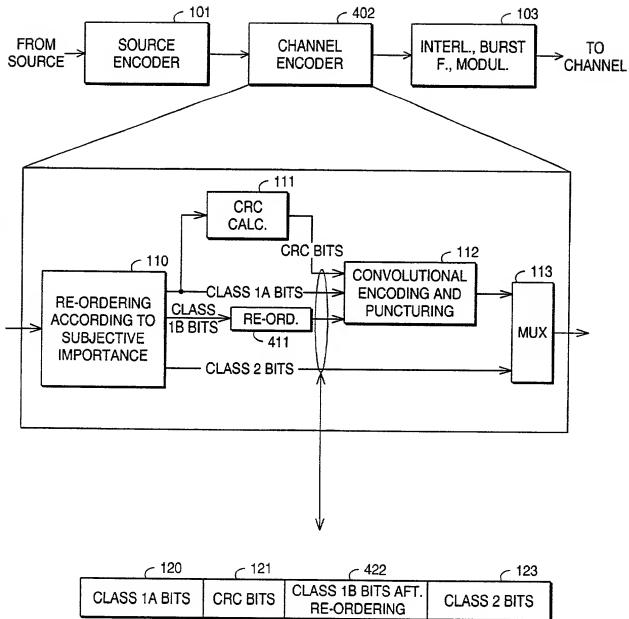 101
402
103
FROM
SOURCE
SOURCE
ENCODER
CHANNEL
ENCODER
INTERL., BURST
F., MODUL.
TO
CHANNEL
111
CRC
CALC.
CRC BITS
110
RE-ORDERING
ACCORDING TO
SUBJECTIVE
IMPORTANCE
CLASS 1A BITS
CLASS
1B BITS
RE-ORD.
411
CLASS 2 BITS
112
CONVOLUTIONAL
ENCODING AND
PUNCTURING
113
MUX
120
121
422
123
CLASS 1A BITS
CRC BITS
CLASS 1B BITS AFT.
RE-ORDERING
CLASS 2 BITS